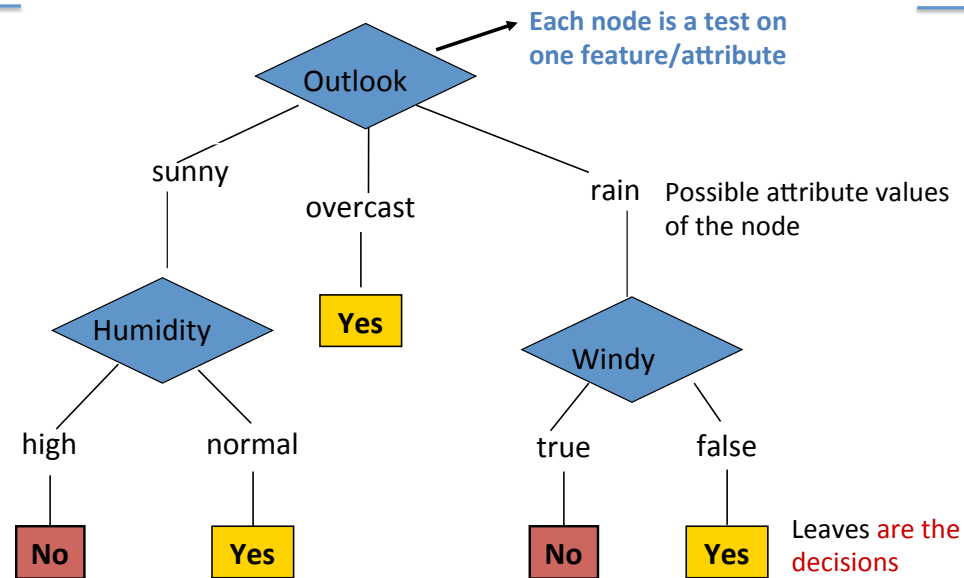 Each node is a test on
one feature/attribute
Outlook
sunny
overcast
rain
Possible attribute values
of the node
Humidity
Yes
Windy
high
normal
true
false
No
Yes
No
Yes
Leaves are the
decisions